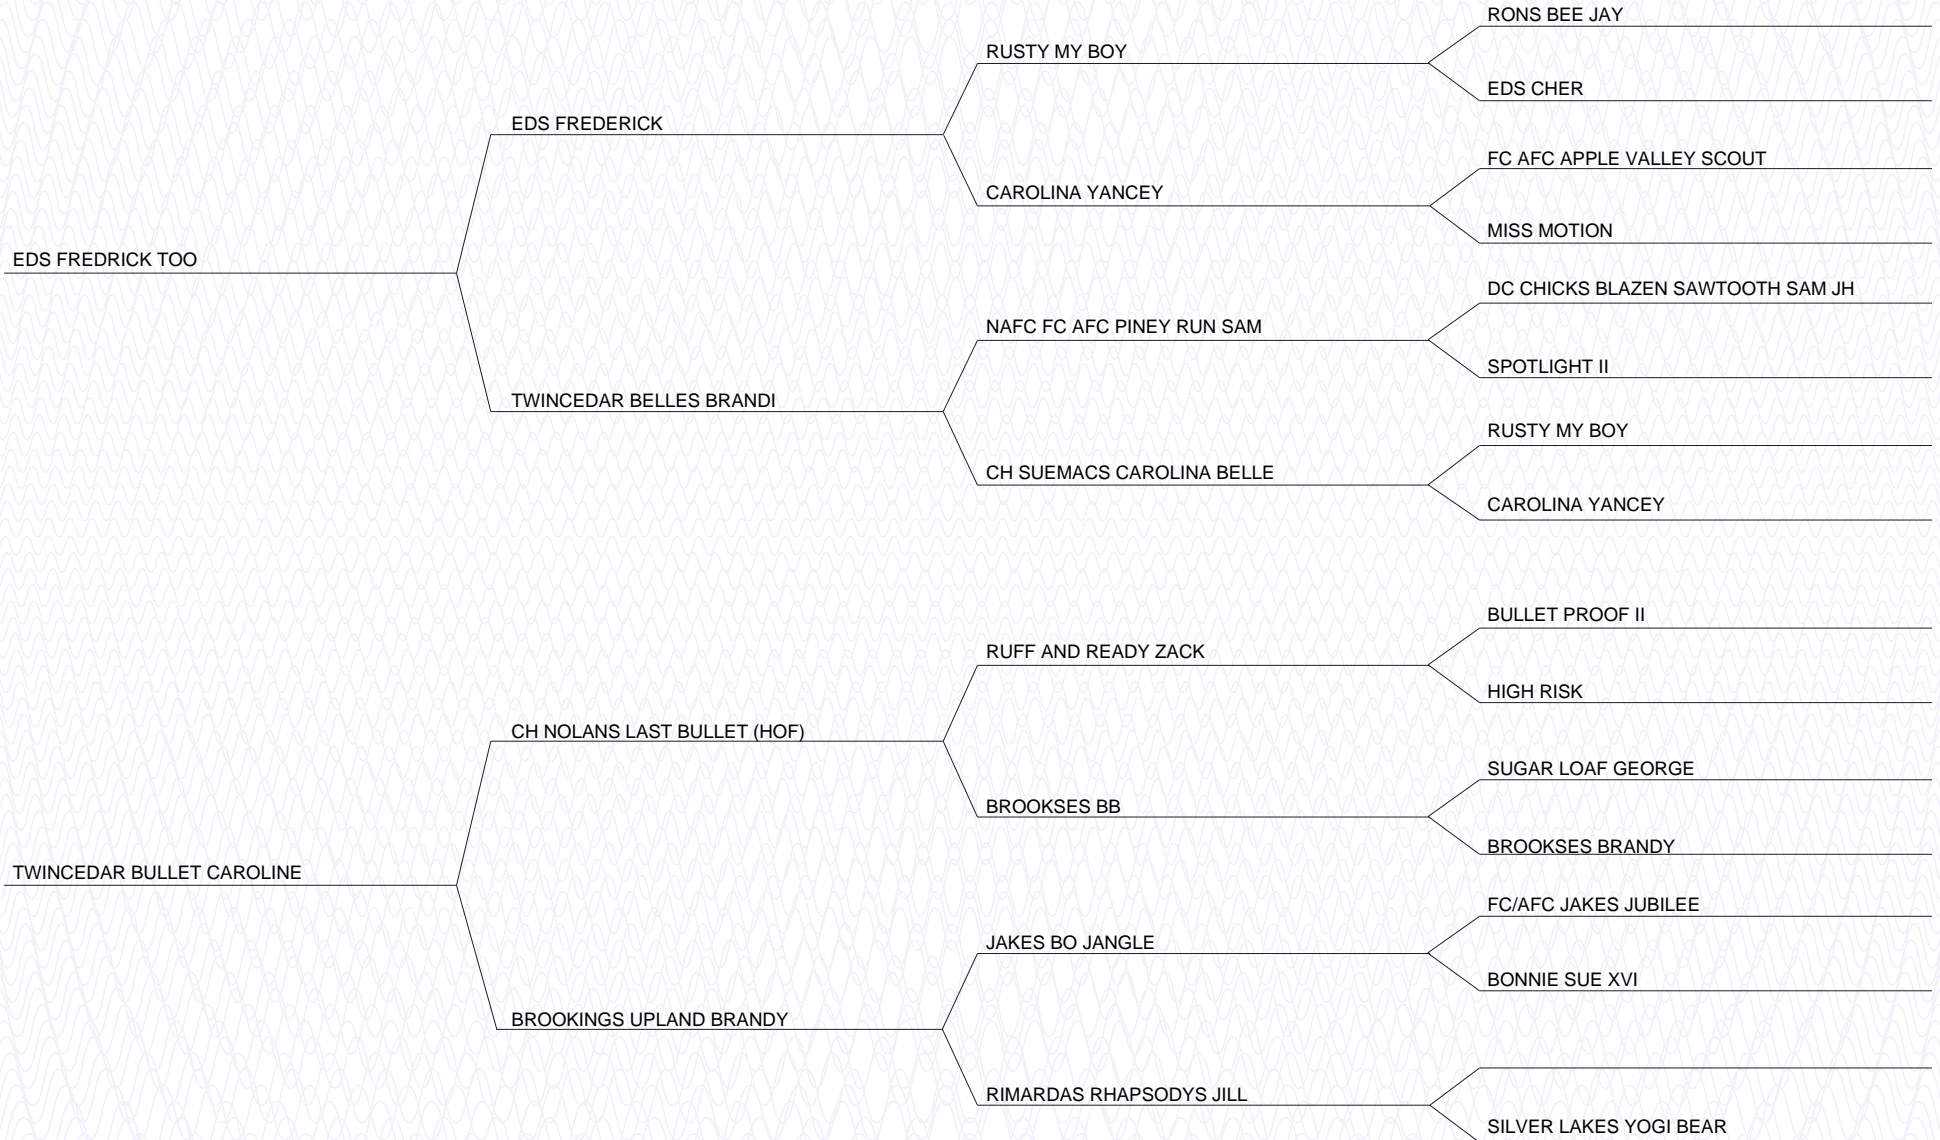 RONS BEE JAY
RUSTY MY BOY
EDS CHER
EDS FREDERICK
FC AFC APPLE VALLEY SCOUT
CAROLINA YANCEY
MISS MOTION
EDS FREDRICK TOO
DC CHICKS BLAZEN SAWTOOTH SAM JH
NAFC FC AFC PINEY RUN SAM
SPOTLIGHT II
TWINCEDAR BELLES BRANDI
RUSTY MY BOY
CH SUEMACS CAROLINA BELLE
CAROLINA YANCEY
BULLET PROOF II
RUFF AND READY ZACK
HIGH RISK
CH NOLANS LAST BULLET (HOF)
SUGAR LOAF GEORGE
BROOKSES BB
BROOKSES BRANDY
TWINCEDAR BULLET CAROLINE
FC/AFC JAKES JUBILEE
JAKES BO JANGLE
BONNIE SUE XVI
BROOKINGS UPLAND BRANDY
RIMARDAS RHAPSODYS JILL
SILVER LAKES YOGI BEAR